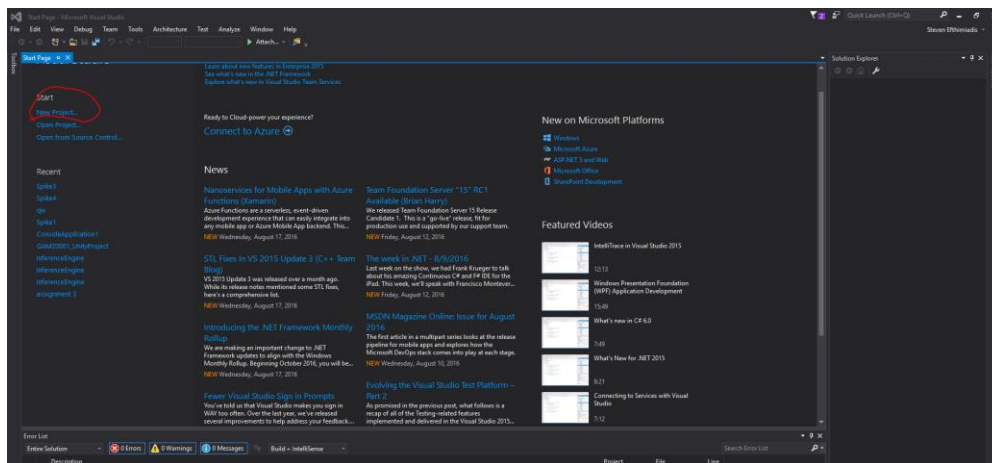 Start Page - Microsoft Visual Studio
2
Quick Launch (Ctrl+Q)
File Edit View Debug Team Tools Architecture Test Analyze Window Help
Steven Efthimiadis
Attach...
Toolbox
Start Page
Learn about new features in Enterprise 2015
See what's new in the .NET Framework
Explore what's new in Visual Studio Team Services
Start
New Project...
Open Project...
Open from Source Control...
Recent
Spike3
Spike4
Spike1
ConsoleApplication1
GAM20001_UnityProject
InferenceEngine
InferenceEngine
InferenceEngine
assignment 3
Ready to Cloud-power your experience?
Connect to Azure
News
Nanoservices for Mobile Apps with Azure
Functions (Xamarin)
Azure Functions are a serverless, event-driven
development experience that can easily integrate into
any mobile app or Azure Mobile App backend. This...
NEW Wednesday, August 17, 2016
STL Fixes In VS 2015 Update 3 (C++ Team
Blog)
VS 2015 Update 3 was released over a month ago.
While its release notes mentioned some STL fixes,
here's a comprehensive list.
NEW Wednesday, August 17, 2016
Introducing the .NET Framework Monthly
Rollup
We are making an important change to .NET
Framework updates to align with the Windows
Monthly Rollup. Beginning October 2016, you will be...
NEW Wednesday, August 17, 2016
Fewer Visual Studio Sign in Prompts
You've told us that Visual Studio makes you sign in
WAY too often. Over the last year, we've released
several improvements to help address your feedback...
Team Foundation Server "15" RC1
Available (Brian Harry)
We released Team Foundation Server 15 Release
Candidate 1. This is a "go-live" release, fit for
production use and supported by our support team.
NEW Friday, August 12, 2016
The week in .NET - 8/9/2016
Last week on the show, we had Frank Krueger to talk
about his amazing Continuous C# and F# IDE for the
iPad. This week, we'll speak with Francisco Montever...
NEW Friday, August 12, 2016
MSDN Magazine Online: Issue for August
2016
The first article in a multipart series looks at the release
pipeline for mobile apps and explores how the
Microsoft DevOps stack comes into play at each stage.
NEW Wednesday, August 10, 2016
Evolving the Visual Studio Test Platform –
Part 2
As promised in the previous post, what follows is a
recap of all of the Testing-related features
implemented and delivered in the Visual Studio 2015...
New on Microsoft Platforms
Windows
Microsoft Azure
ASP.NET 5 and Web
Microsoft Office
SharePoint Development
Featured Videos
IntelliTrace in Visual Studio 2015
12:13
Windows Presentation Foundation
(WPF) Application Development
15:49
What's new in C# 6.0
7:49
What's New for .NET 2015
8:21
Connecting to Services with Visual
Studio
7:12
Solution Explorer
Error List
Entire Solution
0 Errors
0 Warnings
0 Messages
Build + IntelliSense
Search Error List
Description Project File Line